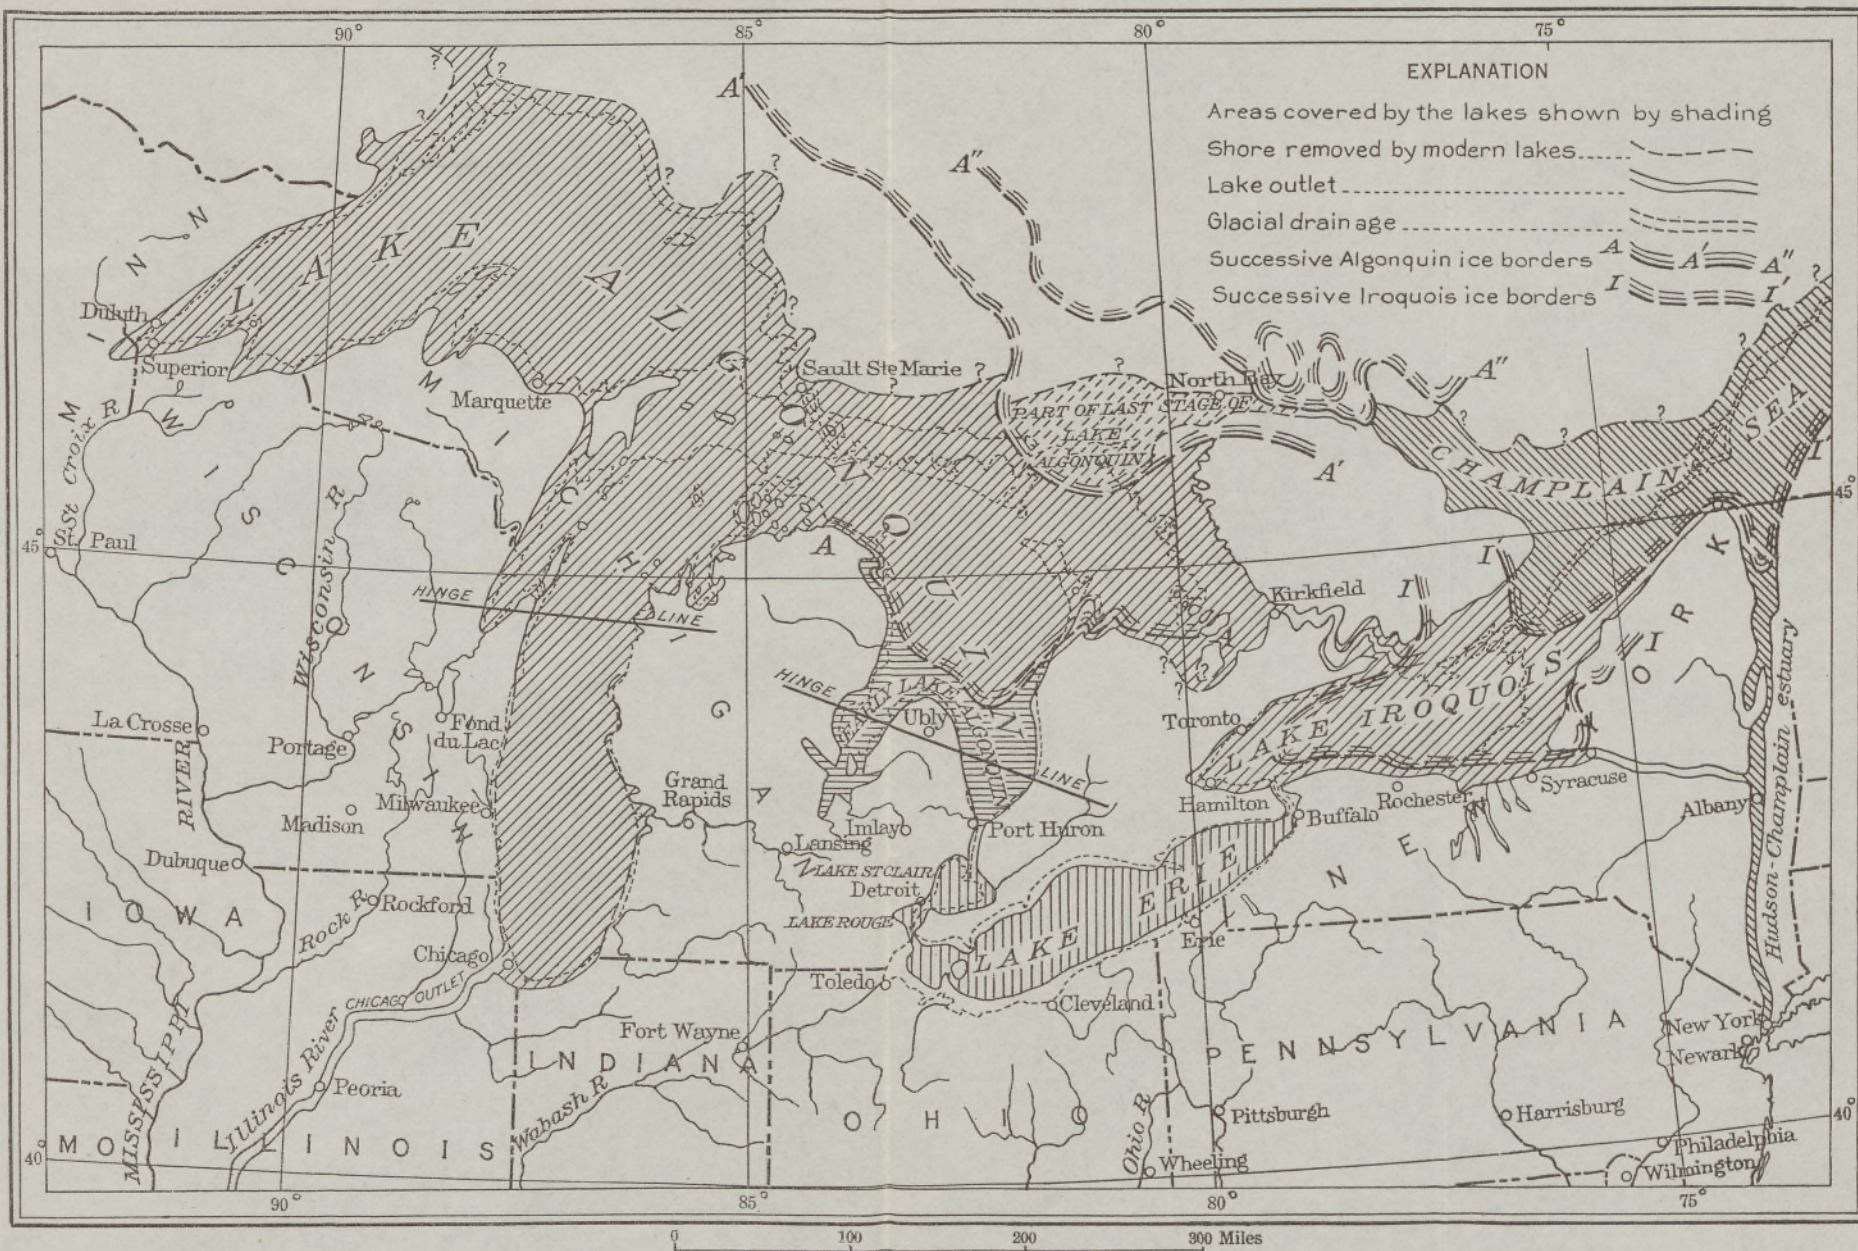 90°
85°
80°
75°
EXPLANATION
Areas covered by the lakes shown by shading
Shore removed by modern lakes
Lake outlet
Glacial drainage
Successive Algonquin ice borders A A' A"
Successive Iroquois ice borders I I'
A'
A"
A"
A'
LAKE ALGONQUIN
MINN
Duluth
Superior
Marquette
Sault Ste Marie
North Bay
PART OF LAST STAGE OF
LAKE
ALGONQUIN
CHAMPLAIN SEA
St Croix R
WISCONSIN
MICHIGAN
45°
St. Paul
Wisconsin R
HINGE LINE
A
A
Kirkfield
I
I'
I'
I
45°
HINGE LINE
EARLY LAKE ALGONQUIN
Ubly
Toronto
LAKE IROQUOIS
NEW YORK
Hudson-Champlain estuary
La Crosse
Portage
Fond
du Lac
Grand
Rapids
Hamilton
Buffalo
Rochester
Syracuse
Albany
MISSISSIPPI RIVER
Madison
Milwaukee
Lansing
Imlay
Port Huron
Dubuque
LAKE ST CLAIR
Detroit
LAKE ROUGE
LAKE ERIE
Erie
IOWA
Rock R
Rockford
Chicago
CHICAGO OUTLET
Toledo
Cleveland
Fort Wayne
INDIANA
PENNSYLVANIA
New York
Newark
Illinois River
Peoria
Wabash R
OHIO
Ohio R
Pittsburgh
Harrisburg
40°
MO
ILLINOIS
Wheeling
Philadelphia
Wilmington
40°
90°
85°
80°
75°
0 100 200 300 Miles